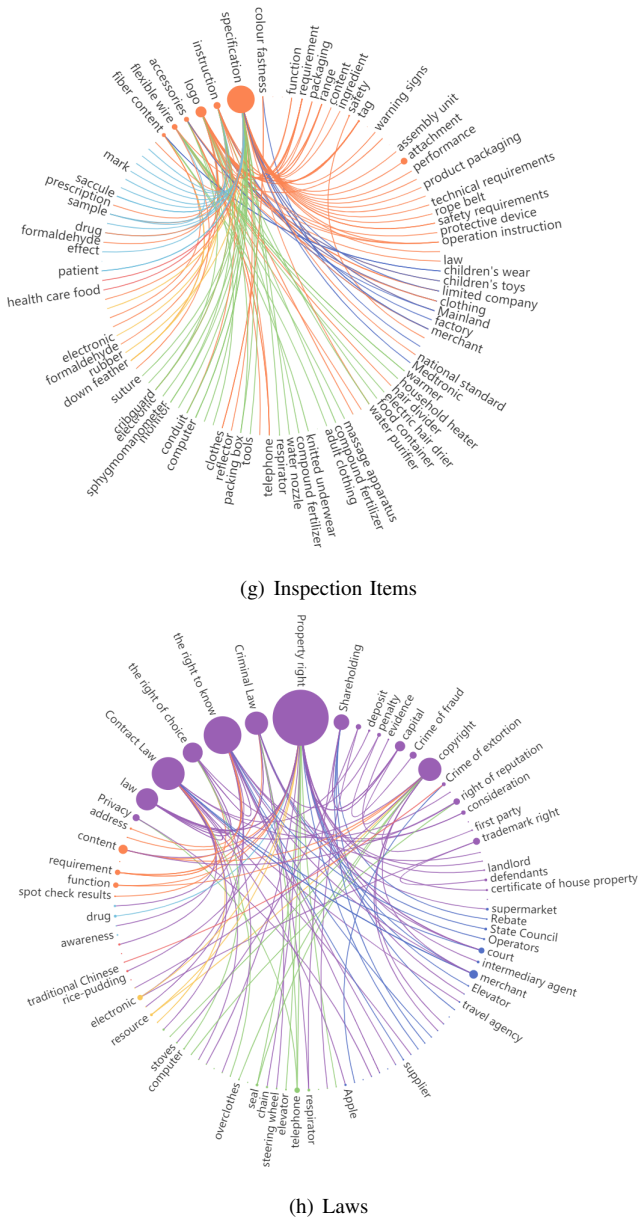 specification
colour fastness
function
requirement
packaging
range
content
ingredient
safety
tag
warning signs
assembly unit
attachment
performance
product packaging
technical requirements
rope belt
safety requirements
protective device
operation instruction
law
children's wear
children's toys
limited company
clothing
Mainland
factory
merchant
national standard
Medtronic
warmer
household heater
hair divider
electric hair drier
food container
water purifier
massage apparatus
compound fertilizer
adult clothing
knitted underwear
compound fertilizer
water nozzle
respirator
telephone
tools
packing box
reflector
clothes
computer
conduit
monitor
sphygmomanometer
electronic
cribguard
suture
down feather
rubber
formaldehyde
electronic
health care food
patient
effect
formaldehyde
drug
sample
prescription
saccule
mark
fiber content
flexible wire
accessories
logo
instruction
(g) Inspection Items
Property right
Shareholding
deposit
penalty
evidence
capital
Crime of fraud
copyright
Crime of extortion
right of reputation
consideration
first party
trademark right
landlord
defendants
certificate of house property
supermarket
Rebate
State Council
Operators
court
intermediary agent
merchant
Elevator
travel agency
supplier
Apple
respirator
telephone
elevator
steering wheel
chain
seal
overclothes
computer
stoves
resource
electronic
rice-pudding
traditional Chinese
awareness
drug
spot check results
function
requirement
content
address
Privacy
law
Contract Law
the right of choice
the right to know
Criminal Law
(h) Laws